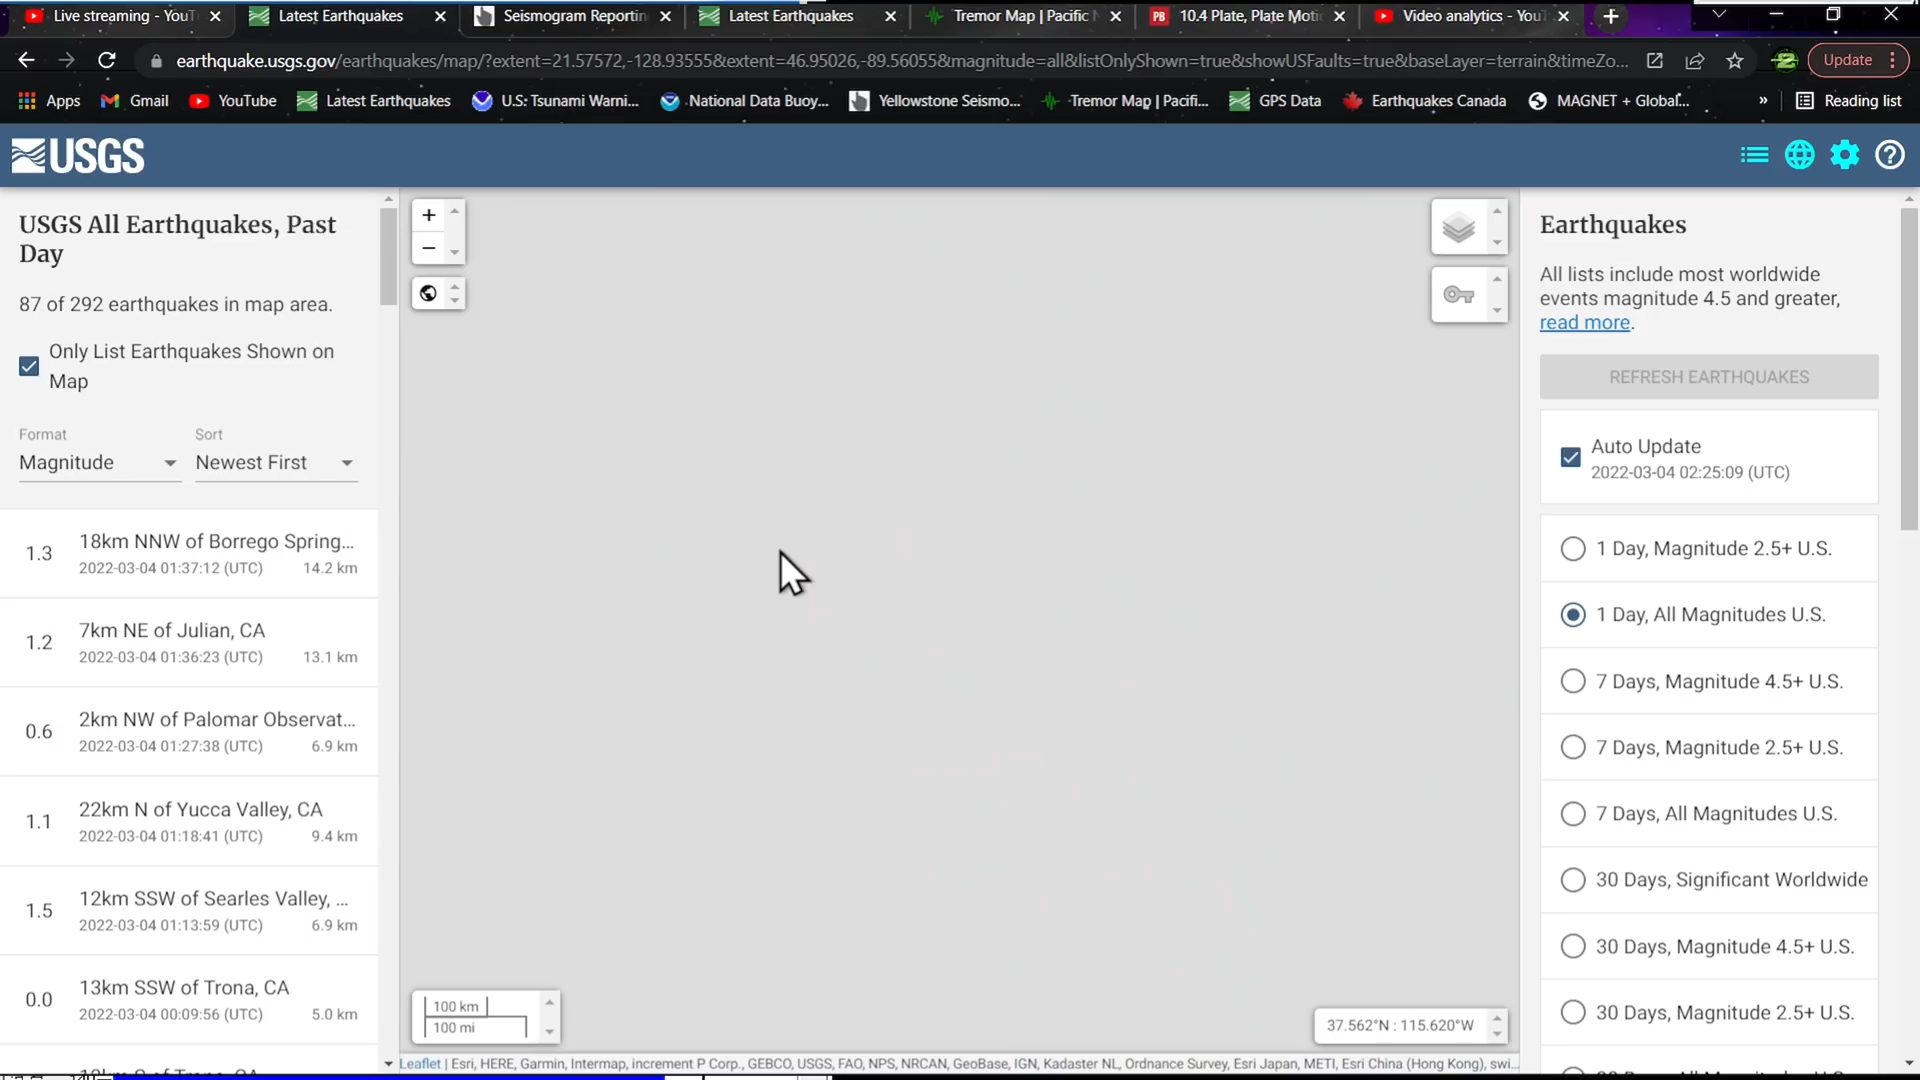 Live streaming - YouT
Latest Earthquakes
Seismogram Reportin
Latest Earthquakes
Tremor Map | Pacific
PB 10.4 Plate, Plate Moti
Video analytics - You
earthquake.usgs.gov/earthquakes/map/?extent=21.57572,-128.93555&extent=46.95026,-89.56055&magnitude=all&listOnlyShown=true&showUSFaults=true&baseLayer=terrain&timeZo...
Update
Apps
Gmail
YouTube
Latest Earthquakes
U.S. Tsunami Warni...
National Data Buoy...
Yellowstone Seismo...
Tremor Map | Pacifi...
GPS Data
Earthquakes Canada
MAGNET + Global...
»
Reading list
USGS
USGS All Earthquakes, Past
Day
87 of 292 earthquakes in map area.
Only List Earthquakes Shown on
Map
Format
Magnitude
Sort
Newest First
1.3
18km NNW of Borrego Spring...
2022-03-04 01:37:12 (UTC) 14.2 km
1.2
7km NE of Julian, CA
2022-03-04 01:36:23 (UTC) 13.1 km
0.6
2km NW of Palomar Observat...
2022-03-04 01:27:38 (UTC) 6.9 km
1.1
22km N of Yucca Valley, CA
2022-03-04 01:18:41 (UTC) 9.4 km
1.5
12km SSW of Searles Valley, ...
2022-03-04 01:13:59 (UTC) 6.9 km
0.0
13km SSW of Trona, CA
2022-03-04 00:09:56 (UTC) 5.0 km
+
−
100 km
100 mi
37.562°N : 115.620°W
Leaflet | Esri, HERE, Garmin, Intermap, increment P Corp., GEBCO, USGS, FAO, NPS, NRCAN, GeoBase, IGN, Kadaster NL, Ordnance Survey, Esri Japan, METI, Esri China (Hong Kong), swi...
Earthquakes
All lists include most worldwide
events magnitude 4.5 and greater,
read more.
REFRESH EARTHQUAKES
Auto Update
2022-03-04 02:25:09 (UTC)
1 Day, Magnitude 2.5+ U.S.
1 Day, All Magnitudes U.S.
7 Days, Magnitude 4.5+ U.S.
7 Days, Magnitude 2.5+ U.S.
7 Days, All Magnitudes U.S.
30 Days, Significant Worldwide
30 Days, Magnitude 4.5+ U.S.
30 Days, Magnitude 2.5+ U.S.